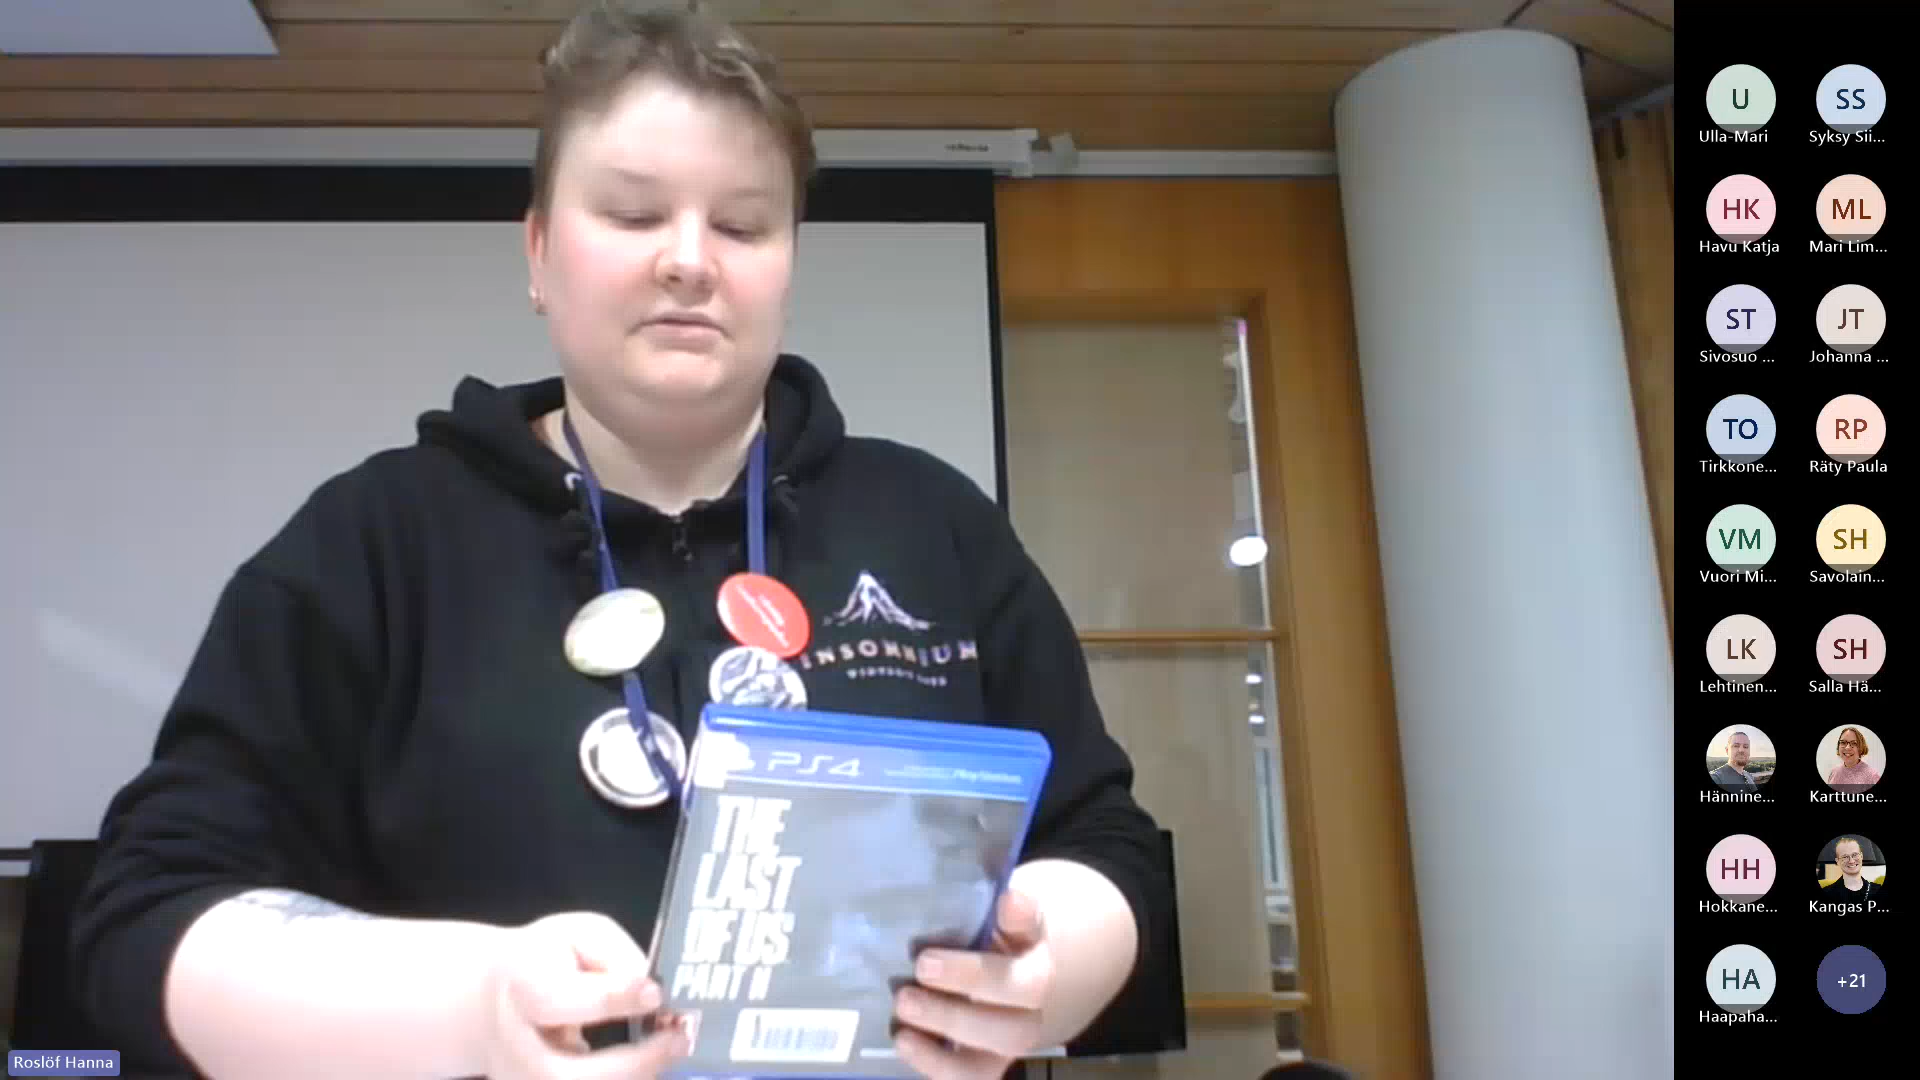 INSOMNIUM
PS4
PlayStation
THE
LAST
OF US
PART II
Roslöf Hanna
U
Ulla-Mari
SS
Syksy Sii...
HK
Havu Katja
ML
Mari Lim...
ST
Sivosuo ...
JT
Johanna ...
TO
Tirkkone...
RP
Räty Paula
VM
Vuori Mi...
SH
Savolain...
LK
Lehtinen...
SH
Salla Hä...
Hännine...
Karttune...
HH
Hokkane...
Kangas P...
HA
Haapaha...
+21